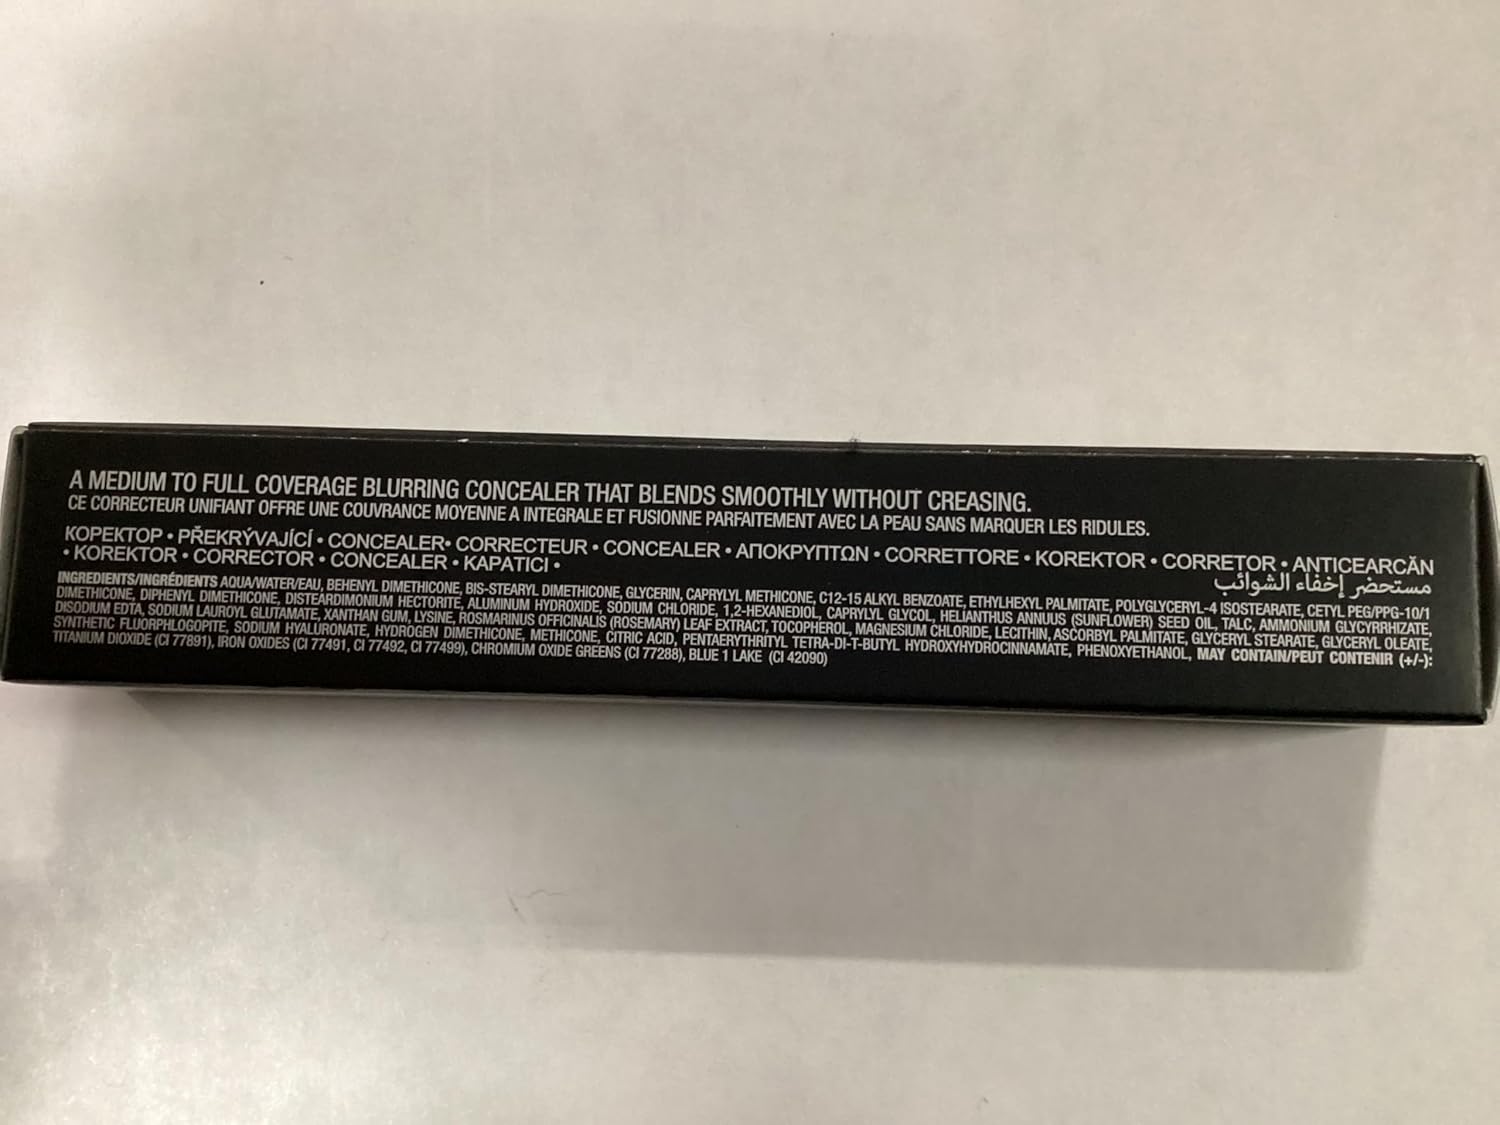 A MEDIUM TO FULL COVERAGE BLURRING CONCEALER THAT BLENDS SMOOTHLY WITHOUT CREASING.
CE CORRECTEUR UNIFIANT OFFRE UNE COUVRANCE MOYENNE A INTEGRALE ET FUSIONNE PARFAITEMENT AVEC LA PEAU SANS MARQUER LES RIDULES.
КОРЕКТОР • PŘEKRÝVAJÍCÍ • CONCEALER• CORRECTEUR • CONCEALER • ΑΠΟΚΡΥΠΤΩΝ • CORRETTORE • KOREKTOR • CORRETOR • ANTICEARCĂN
• KOREKTOR • CORRECTOR • CONCEALER • KAPATICI •
مستحضر إخفاء الشوائب
INGREDIENTS/INGRÉDIENTS AQUA/WATER/EAU, BEHENYL DIMETHICONE, BIS-STEARYL DIMETHICONE, GLYCERIN, CAPRYLYL METHICONE, C12-15 ALKYL BENZOATE, ETHYLHEXYL PALMITATE, POLYGLYCERYL-4 ISOSTEARATE, CETYL PEG/PPG-10/1
DIMETHICONE, DIPHENYL DIMETHICONE, DISTEARDIMONIUM HECTORITE, ALUMINUM HYDROXIDE, SODIUM CHLORIDE, 1,2-HEXANEDIOL, CAPRYLYL GLYCOL, HELIANTHUS ANNUUS (SUNFLOWER) SEED OIL, TALC, AMMONIUM GLYCYRRHIZATE,
DISODIUM EDTA, SODIUM LAUROYL GLUTAMATE, XANTHAN GUM, LYSINE, ROSMARINUS OFFICINALIS (ROSEMARY) LEAF EXTRACT, TOCOPHEROL, MAGNESIUM CHLORIDE, LECITHIN, ASCORBYL PALMITATE, GLYCERYL STEARATE, GLYCERYL OLEATE,
SYNTHETIC FLUORPHLOGOPITE, SODIUM HYALURONATE, HYDROGEN DIMETHICONE, METHICONE, CITRIC ACID, PENTAERYTHRITYL TETRA-DI-T-BUTYL HYDROXYHYDROCINNAMATE, PHENOXYETHANOL, MAY CONTAIN/PEUT CONTENIR (+/-):
TITANIUM DIOXIDE (CI 77891), IRON OXIDES (CI 77491, CI 77492, CI 77499), CHROMIUM OXIDE GREENS (CI 77288), BLUE 1 LAKE (CI 42090)